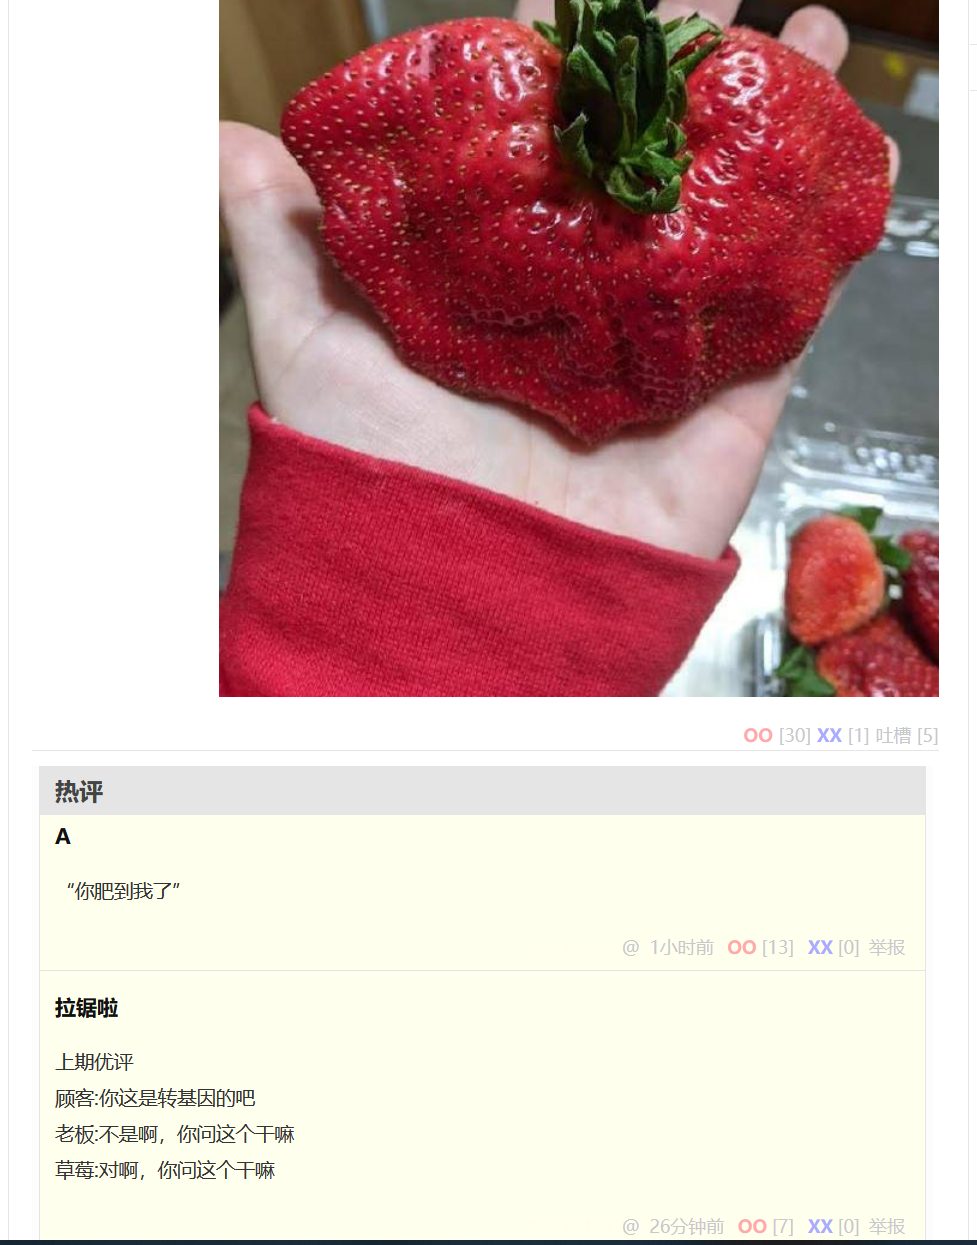 OO [30] XX [1] 吐槽 [5]
热评
A
“你肥到我了”
@ 1小时前 OO [13] XX [0] 举报
拉锯啦
上期优评
顾客:你这是转基因的吧
老板:不是啊，你问这个干嘛
草莓:对啊，你问这个干嘛
@ 26分钟前 OO [7] XX [0] 举报